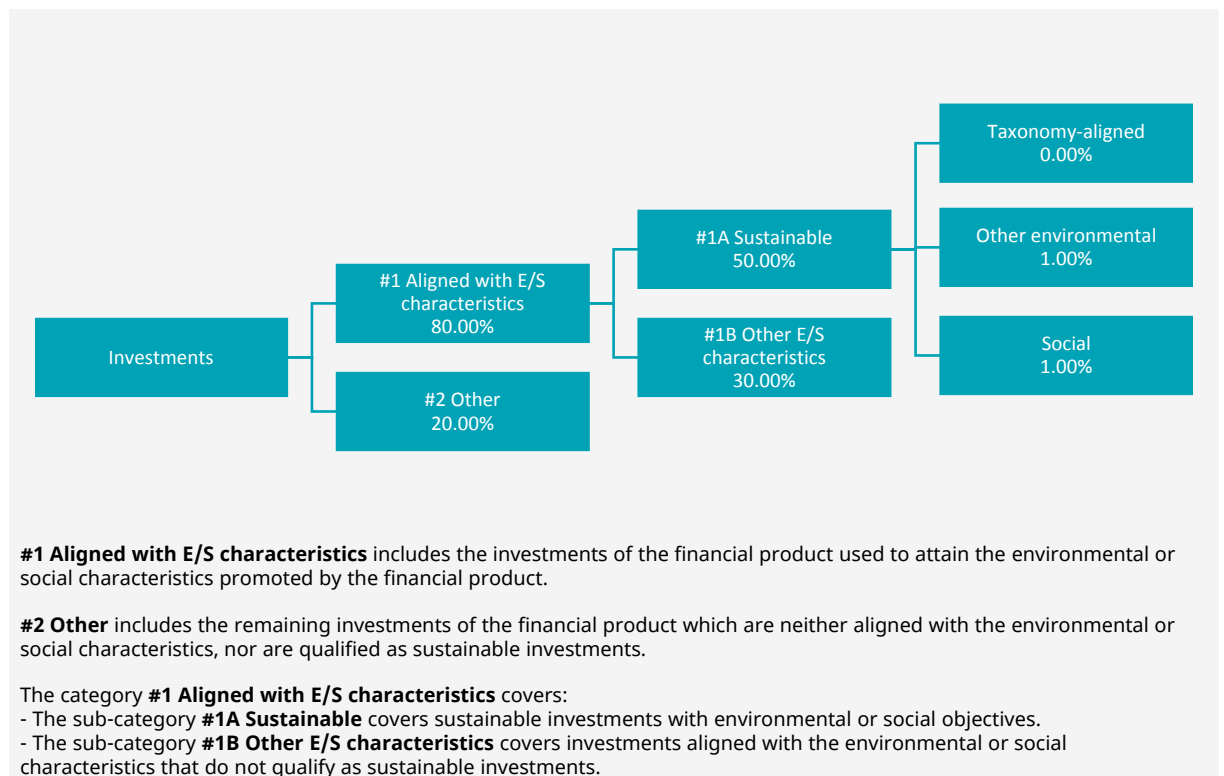 Taxonomy-aligned
0.00%
#1A Sustainable
50.00%
Other environmental
1.00%
#1 Aligned with E/S
characteristics
80.00%
Investments
#1B Other E/S
characteristics
30.00%
Social
1.00%
#2 Other
20.00%
#1 Aligned with E/S characteristics includes the investments of the financial product used to attain the environmental or
social characteristics promoted by the financial product.
#2 Other includes the remaining investments of the financial product which are neither aligned with the environmental or
social characteristics, nor are qualified as sustainable investments.
The category #1 Aligned with E/S characteristics covers:
- The sub-category #1A Sustainable covers sustainable investments with environmental or social objectives.
- The sub-category #1B Other E/S characteristics covers investments aligned with the environmental or social
characteristics that do not qualify as sustainable investments.